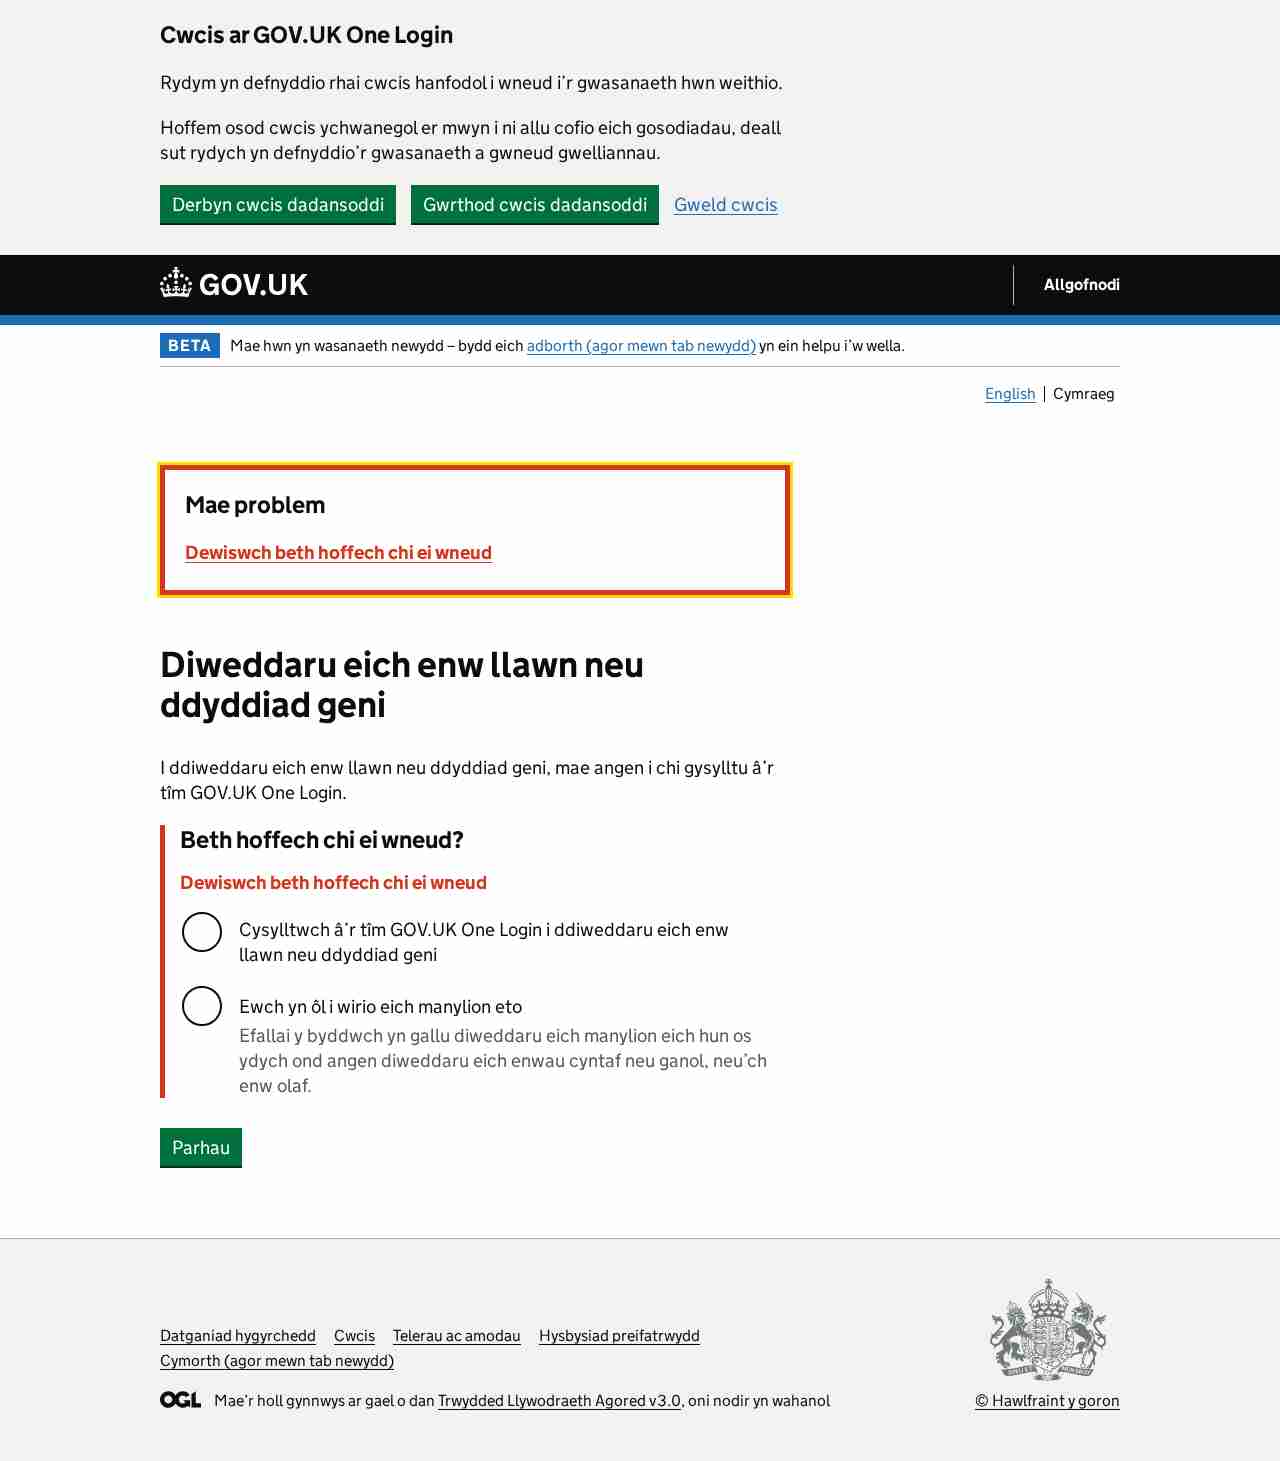 Cwcis ar GOV.UK One Login
Rydym yn defnyddio rhai cwcis hanfodol i wneud i’r gwasanaeth hwn weithio.
Hoffem osod cwcis ychwanegol er mwyn i ni allu cofio eich gosodiadau, deall
sut rydych yn defnyddio’r gwasanaeth a gwneud gwelliannau.
Derbyn cwcis dadansoddi Gwrthod cwcis dadansoddi Gweld cwcis
GOV.UK Allgofnodi
BETA Mae hwn yn wasanaeth newydd – bydd eich adborth (agor mewn tab newydd) yn ein helpu i’w wella.
English Cymraeg
Mae problem
Dewiswch beth hoffech chi ei wneud
Diweddaru eich enw llawn neu
ddyddiad geni
I ddiweddaru eich enw llawn neu ddyddiad geni, mae angen i chi gysylltu â’r
tîm GOV.UK One Login.
Beth hoffech chi ei wneud?
Dewiswch beth hoffech chi ei wneud
Cysylltwch â’r tîm GOV.UK One Login i ddiweddaru eich enw
llawn neu ddyddiad geni
Ewch yn ôl i wirio eich manylion eto
Efallai y byddwch yn gallu diweddaru eich manylion eich hun os
ydych ond angen diweddaru eich enwau cyntaf neu ganol, neu’ch
enw olaf.
Parhau
Datganiad hygyrchedd Cwcis Telerau ac amodau Hysbysiad preifatrwydd
Cymorth (agor mewn tab newydd)
OGL Mae’r holl gynnwys ar gael o dan Trwydded Llywodraeth Agored v3.0, oni nodir yn wahanol
© Hawlfraint y goron